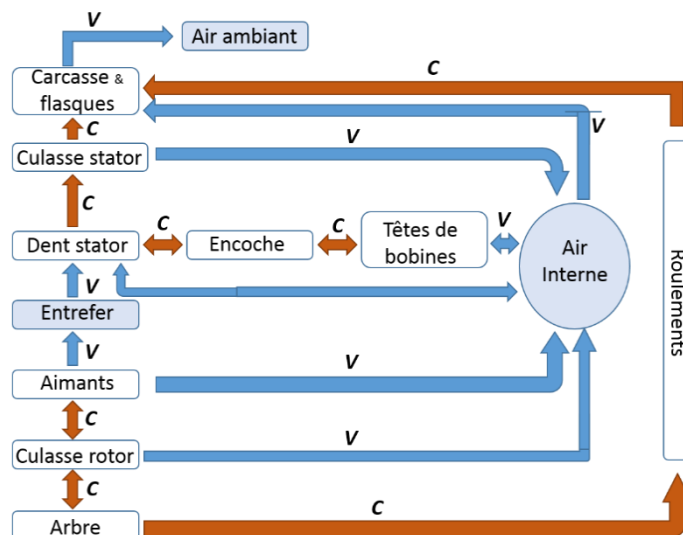 V
Air ambiant
Carcasse &
flasques
C
V
C
Culasse stator
V
C
Dent stator
C
Encoche
C
Têtes de
bobines
V
Air
Interne
Roulements
V
Entrefer
V
Aimants
V
C
Culasse rotor
V
C
Arbre
C